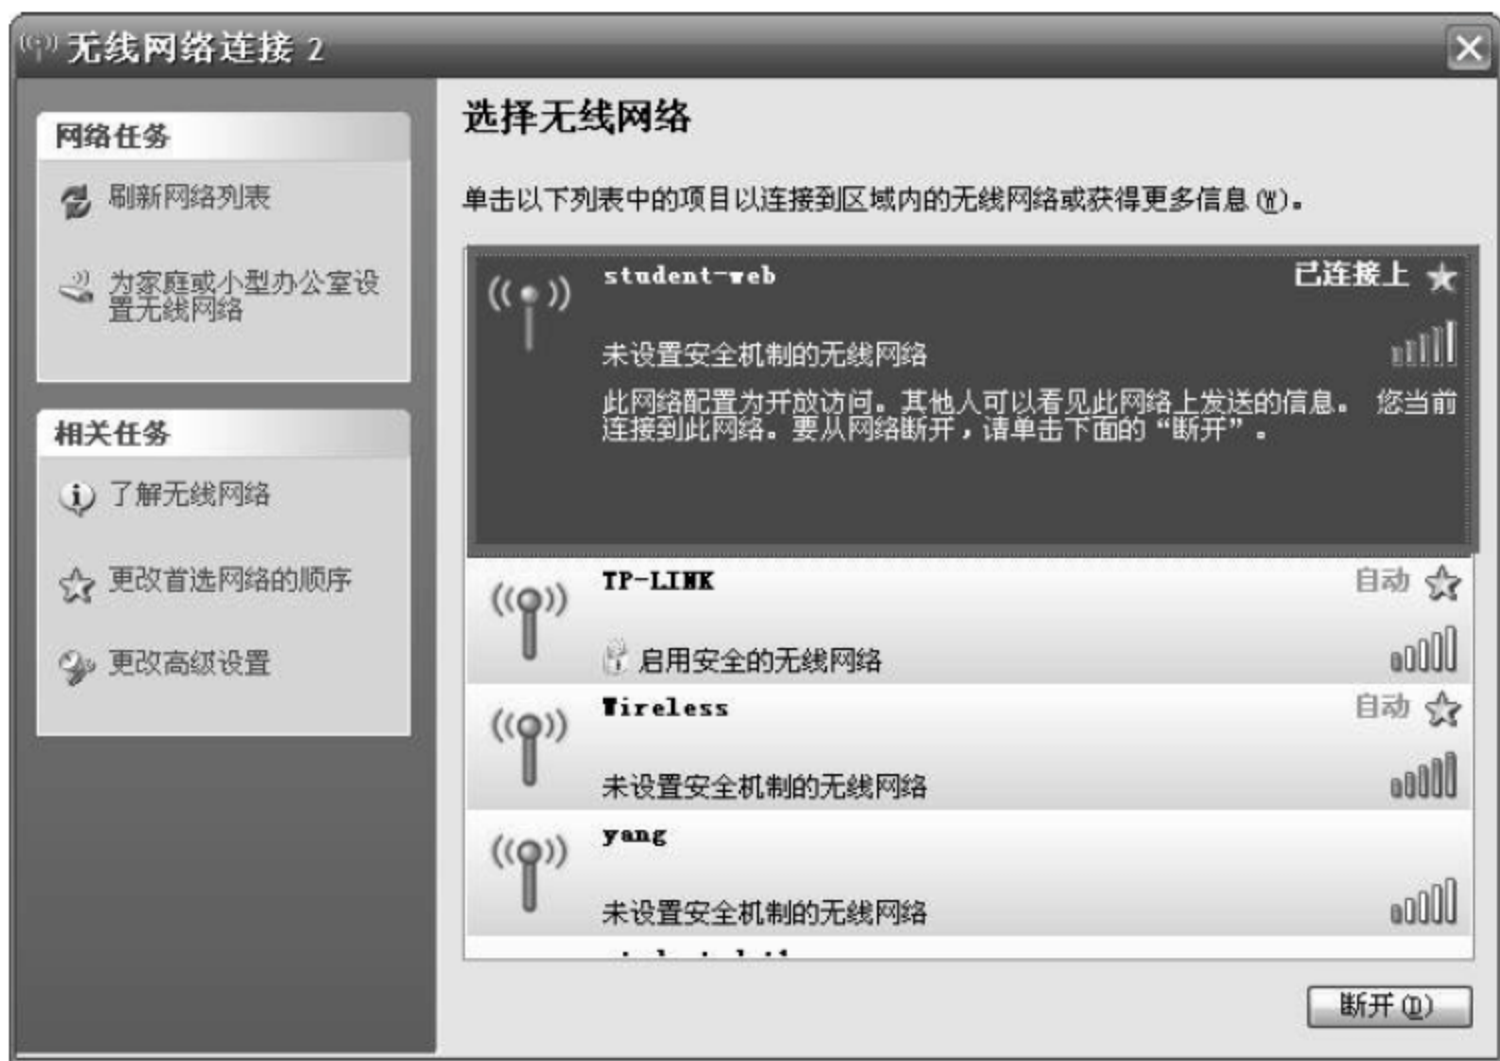 无线网络连接 2
网络任务
刷新网络列表
为家庭或小型办公室设
置无线网络
相关任务
了解无线网络
更改首选网络的顺序
更改高级设置
选择无线网络
单击以下列表中的项目以连接到区域内的无线网络或获得更多信息(W)。
student-web
已连接上
未设置安全机制的无线网络
此网络配置为开放访问。其他人可以看见此网络上发送的信息。 您当前
连接到此网络。要从网络断开，请单击下面的“断开”。
TP-LINK
自动
启用安全的无线网络
Wireless
自动
未设置安全机制的无线网络
yang
未设置安全机制的无线网络
断开(D)